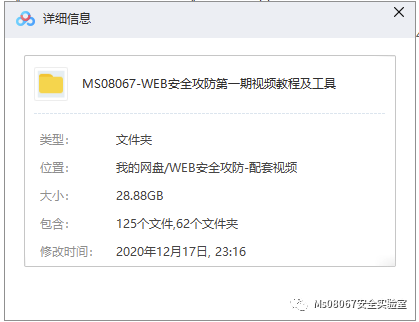 详细信息
MS08067-WEB安全攻防第一期视频教程及工具
类型: 文件夹
位置: 我的网盘/WEB安全攻防-配套视频
大小: 28.88GB
包含: 125个文件,62个文件夹
修改时间: 2020年12月17日, 23:16
Ms08067安全实验室